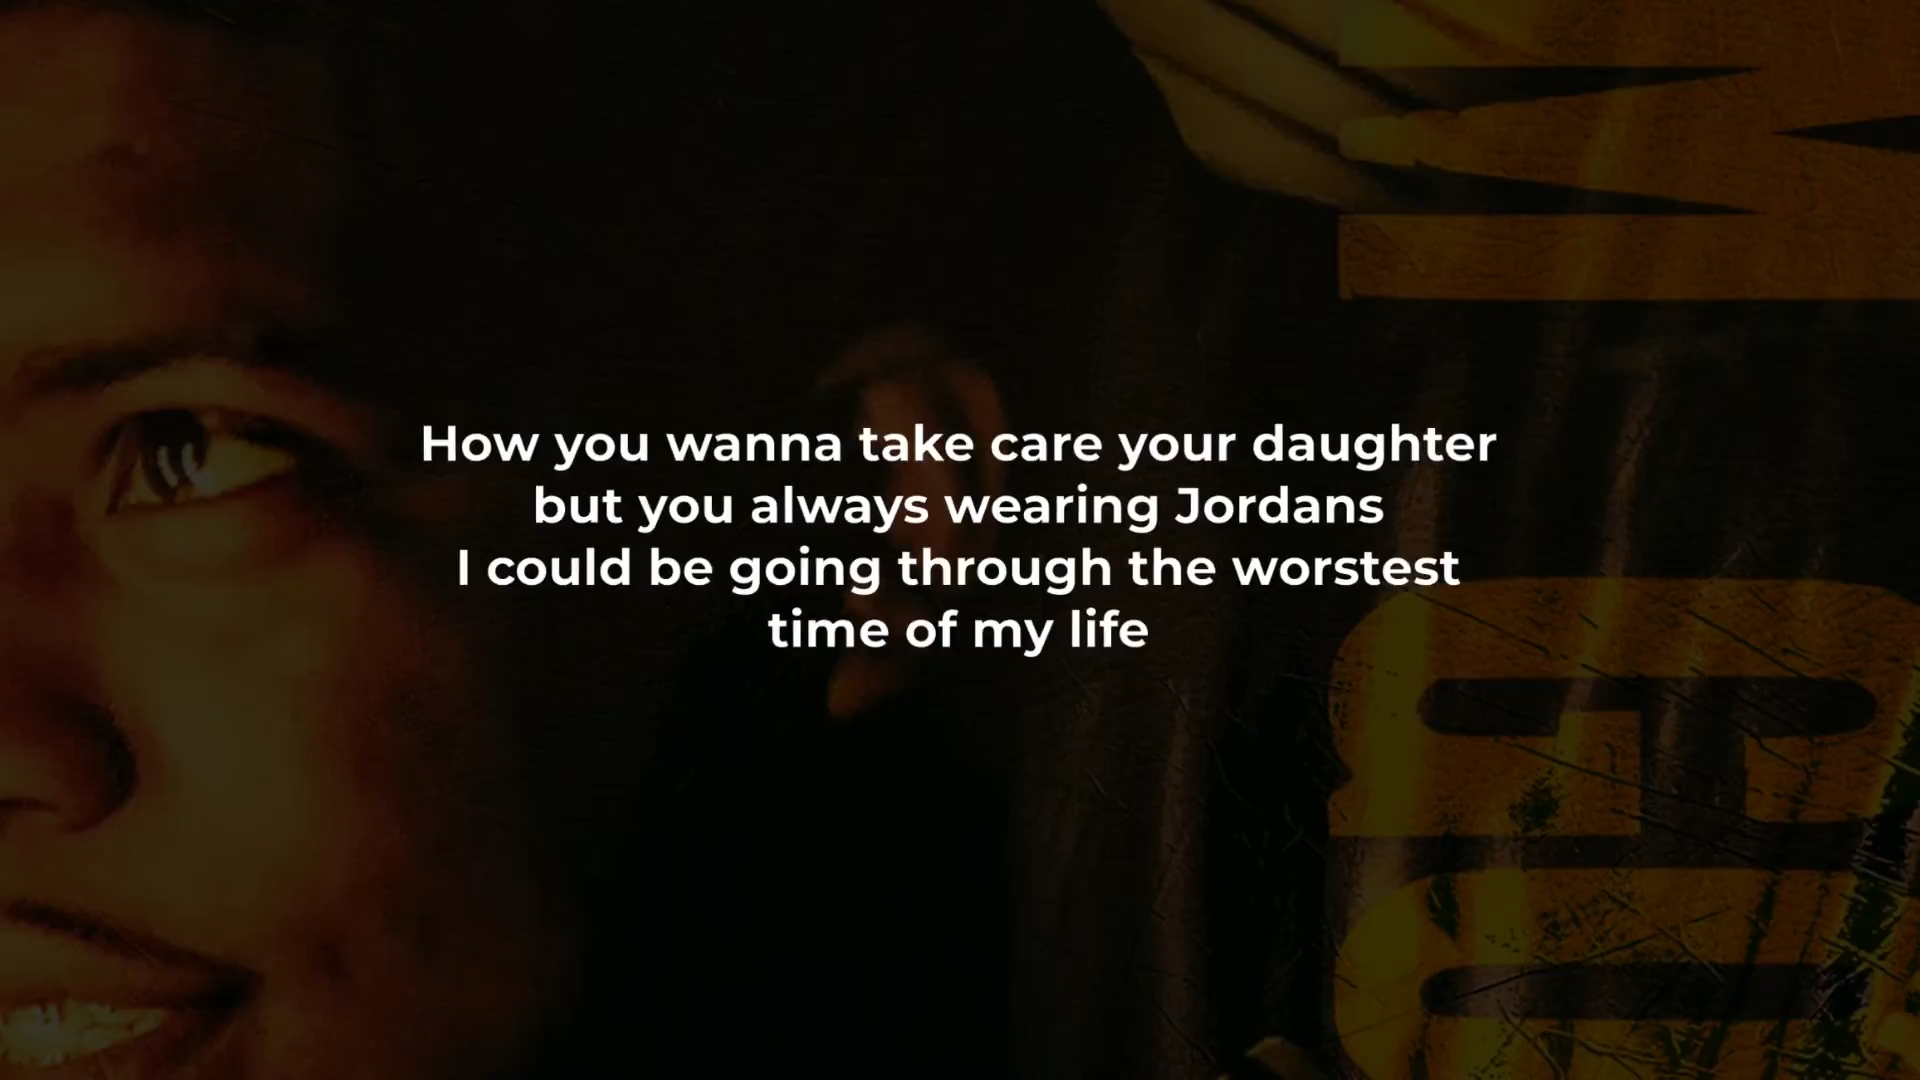 How you wanna take care your daughter
but you always wearing Jordans
I could be going through the worstest
time of my life